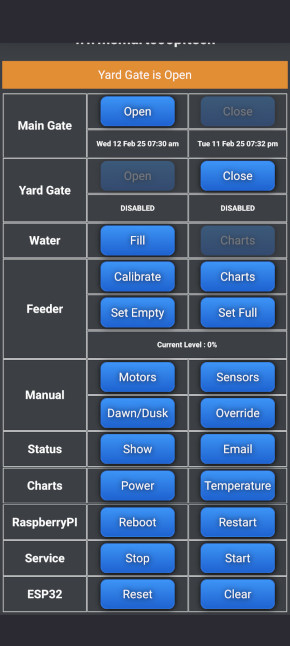 Yard Gate is Open
Main Gate
Open
Close
Wed 12 Feb 25 07:30 am
Tue 11 Feb 25 07:32 pm
Yard Gate
Open
Close
DISABLED
DISABLED
Water
Fill
Charts
Feeder
Calibrate
Charts
Set Empty
Set Full
Current Level : 0%
Manual
Motors
Sensors
Dawn/Dusk
Override
Status
Show
Email
Charts
Power
Temperature
RaspberryPI
Reboot
Restart
Service
Stop
Start
ESP32
Reset
Clear